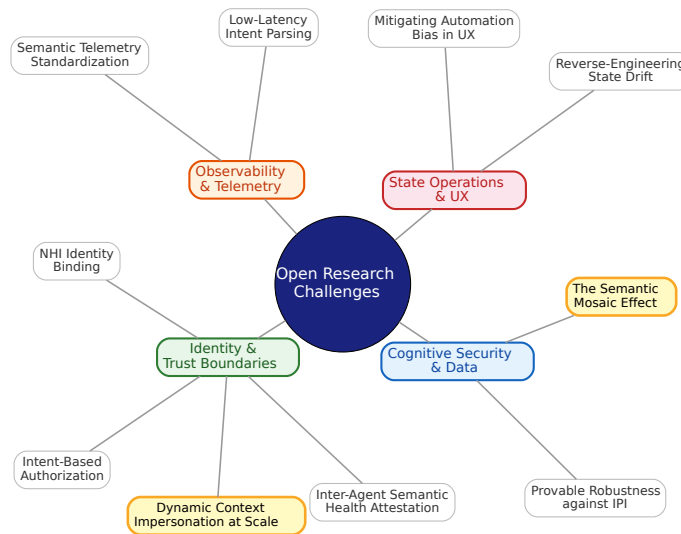 Low-Latency
Intent Parsing
Mitigating Automation
Bias in UX
Semantic Telemetry
Standardization
Reverse-Engineering
State Drift
Observability
& Telemetry
State Operations
& UX
Open Research
Challenges
NHI Identity
Binding
The Semantic
Mosaic Effect
Identity &
Trust Boundaries
Cognitive Security
& Data
Intent-Based
Authorization
Dynamic Context
Impersonation at Scale
Inter-Agent Semantic
Health Attestation
Provable Robustness
against IPI